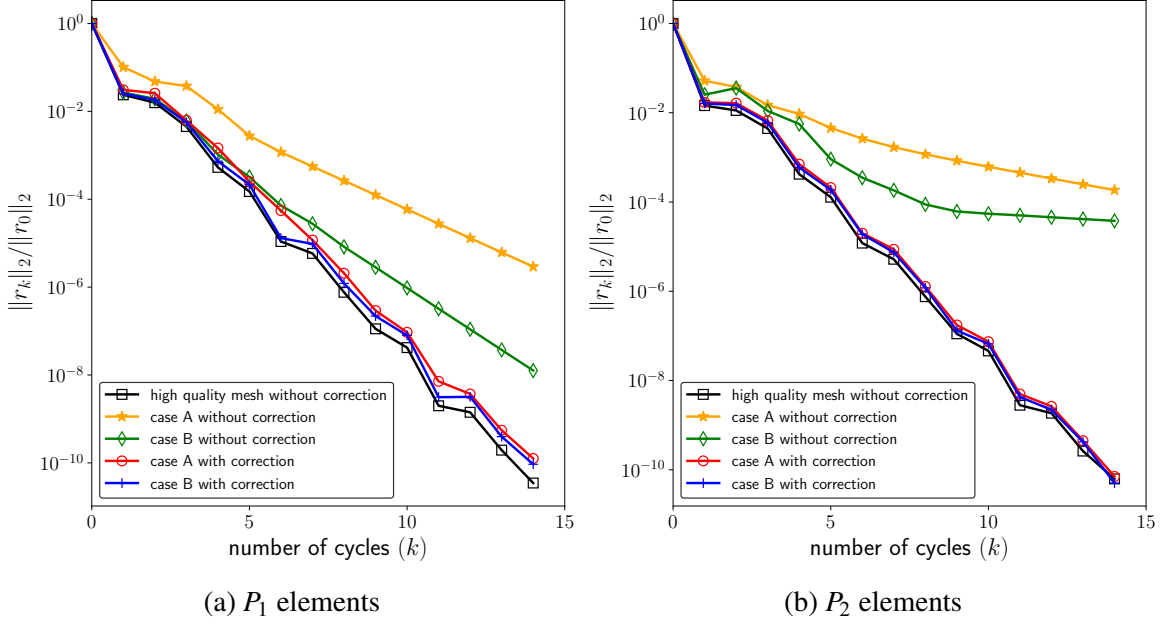 10⁰
10⁻²
10⁻⁴
10⁻⁶
10⁻⁸
10⁻¹⁰
||r_k||_2/||r_0||_2
high quality mesh without correction
case A without correction
case B without correction
case A with correction
case B with correction
0 5 10 15
number of cycles (k)
(a) P_1 elements
10⁰
10⁻²
10⁻⁴
10⁻⁶
10⁻⁸
10⁻¹⁰
||r_k||_2/||r_0||_2
high quality mesh without correction
case A without correction
case B without correction
case A with correction
case B with correction
0 5 10 15
number of cycles (k)
(b) P_2 elements